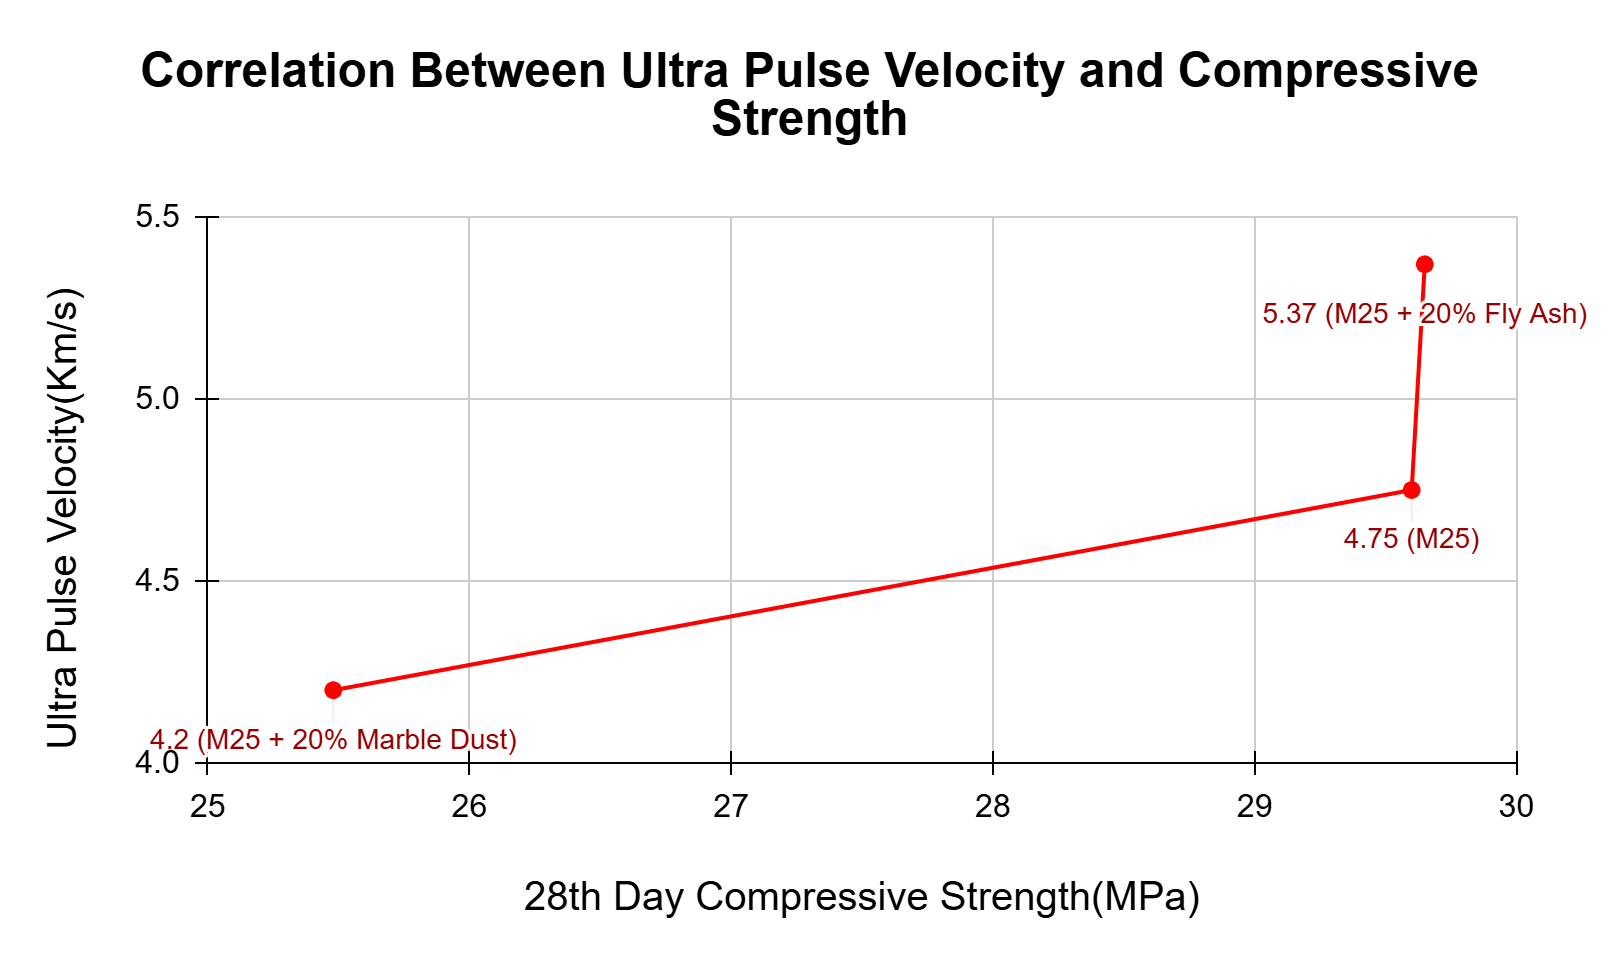 Correlation Between Ultra Pulse Velocity and Compressive
Strength
Ultra Pulse Velocity(Km/s)
5.5
5.0
4.5
4.0
5.37 (M25 + 20% Fly Ash)
4.75 (M25)
4.2 (M25 + 20% Marble Dust)
25
26
27
28
29
30
28th Day Compressive Strength(MPa)